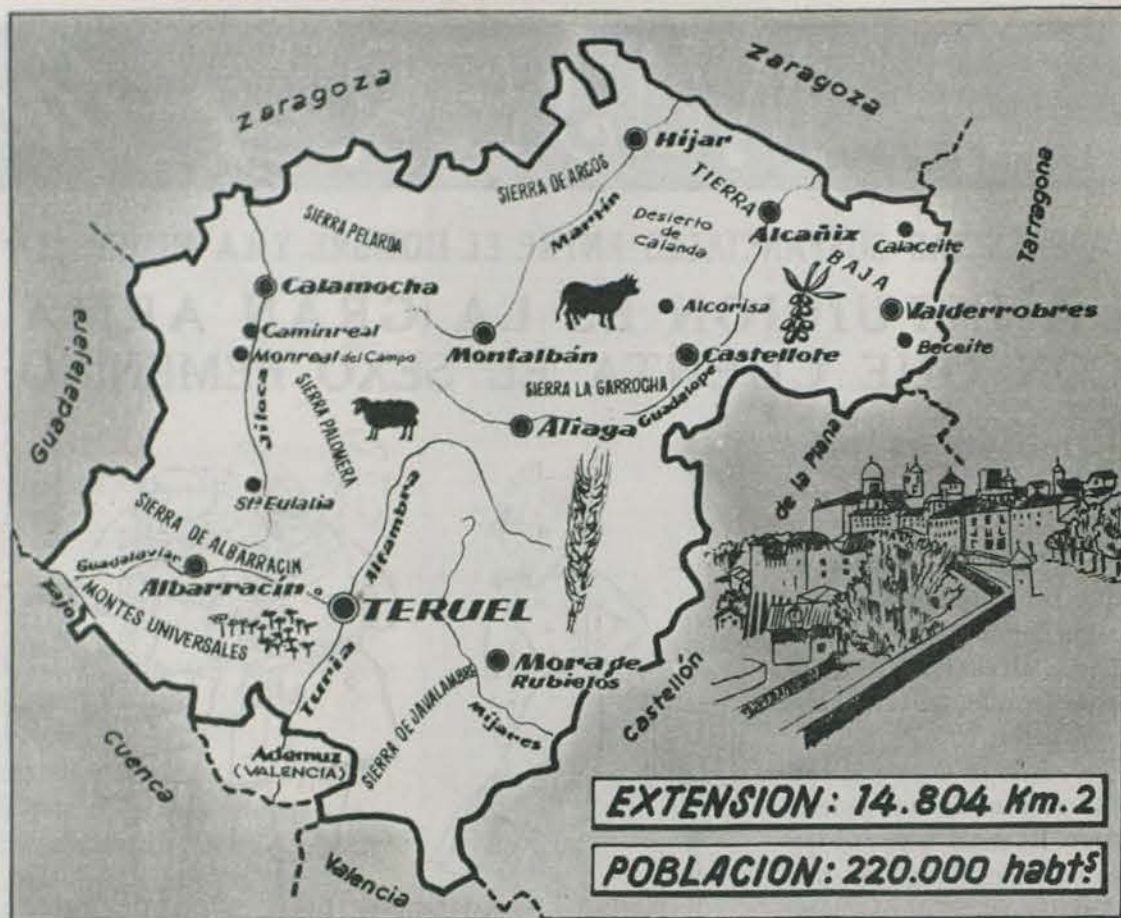 Zaragoza
Zaragoza
Hijar
SIERRA DE ARCOS
TIERRA
Tarragona
Martín
Desierto
de
Calanda
Alcañiz
Calaceite
SIERRA PELARDA
BAJA
Calamocha
Alcorisa
Valderrobres
Caminreal
Montalbán
Castellote
Beceite
Monreal del Campo
Guadalajara
SIERRA LA GARROCHA
Guadalope
Jiloca
SIERRA PALOMERA
Aliaga
de la Plana
Sta Eulalia
Alfambra
SIERRA DE ALBARRACIN
Guadalaviar
Albarracín
Tajo
MONTES UNIVERSALES
TERUEL
Turia
Mora de
Rubielos
SIERRA DE JAVALAMBRE
Mijares
Castellón
Cuenca
Ademuz
(VALENCIA)
EXTENSION: 14.804 Km.2
Valencia
POBLACION: 220.000 habts